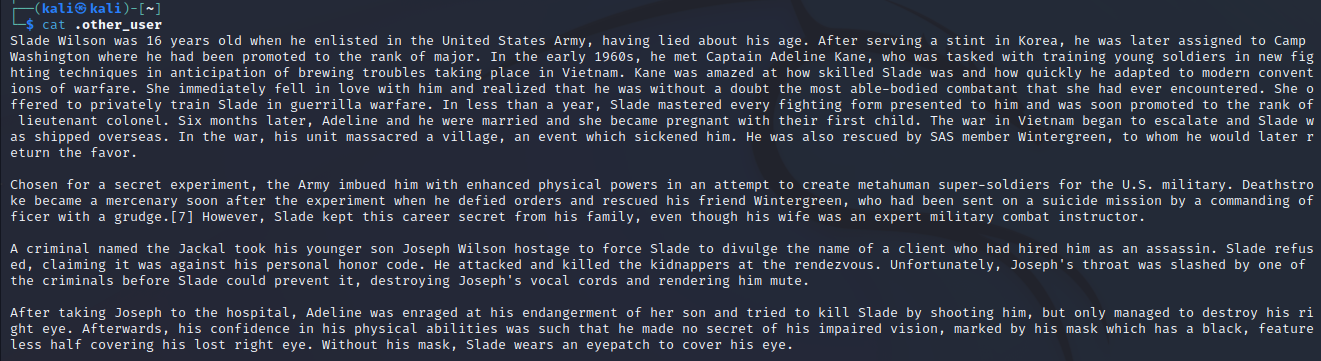 ┌──(kali㉿kali)-[~]
└─$ cat .other_user
Slade Wilson was 16 years old when he enlisted in the United States Army, having lied about his age. After serving a stint in Korea, he was later assigned to Camp
Washington where he had been promoted to the rank of major. In the early 1960s, he met Captain Adeline Kane, who was tasked with training young soldiers in new fig
hting techniques in anticipation of brewing troubles taking place in Vietnam. Kane was amazed at how skilled Slade was and how quickly he adapted to modern convent
ions of warfare. She immediately fell in love with him and realized that he was without a doubt the most able-bodied combatant that she had ever encountered. She o
ffered to privately train Slade in guerrilla warfare. In less than a year, Slade mastered every fighting form presented to him and was soon promoted to the rank of
 lieutenant colonel. Six months later, Adeline and he were married and she became pregnant with their first child. The war in Vietnam began to escalate and Slade w
as shipped overseas. In the war, his unit massacred a village, an event which sickened him. He was also rescued by SAS member Wintergreen, to whom he would later r
eturn the favor.

Chosen for a secret experiment, the Army imbued him with enhanced physical powers in an attempt to create metahuman super-soldiers for the U.S. military. Deathstro
ke became a mercenary soon after the experiment when he defied orders and rescued his friend Wintergreen, who had been sent on a suicide mission by a commanding of
ficer with a grudge.[7] However, Slade kept this career secret from his family, even though his wife was an expert military combat instructor.

A criminal named the Jackal took his younger son Joseph Wilson hostage to force Slade to divulge the name of a client who had hired him as an assassin. Slade refus
ed, claiming it was against his personal honor code. He attacked and killed the kidnappers at the rendezvous. Unfortunately, Joseph's throat was slashed by one of
the criminals before Slade could prevent it, destroying Joseph's vocal cords and rendering him mute.

After taking Joseph to the hospital, Adeline was enraged at his endangerment of her son and tried to kill Slade by shooting him, but only managed to destroy his ri
ght eye. Afterwards, his confidence in his physical abilities was such that he made no secret of his impaired vision, marked by his mask which has a black, feature
less half covering his lost right eye. Without his mask, Slade wears an eyepatch to cover his eye.